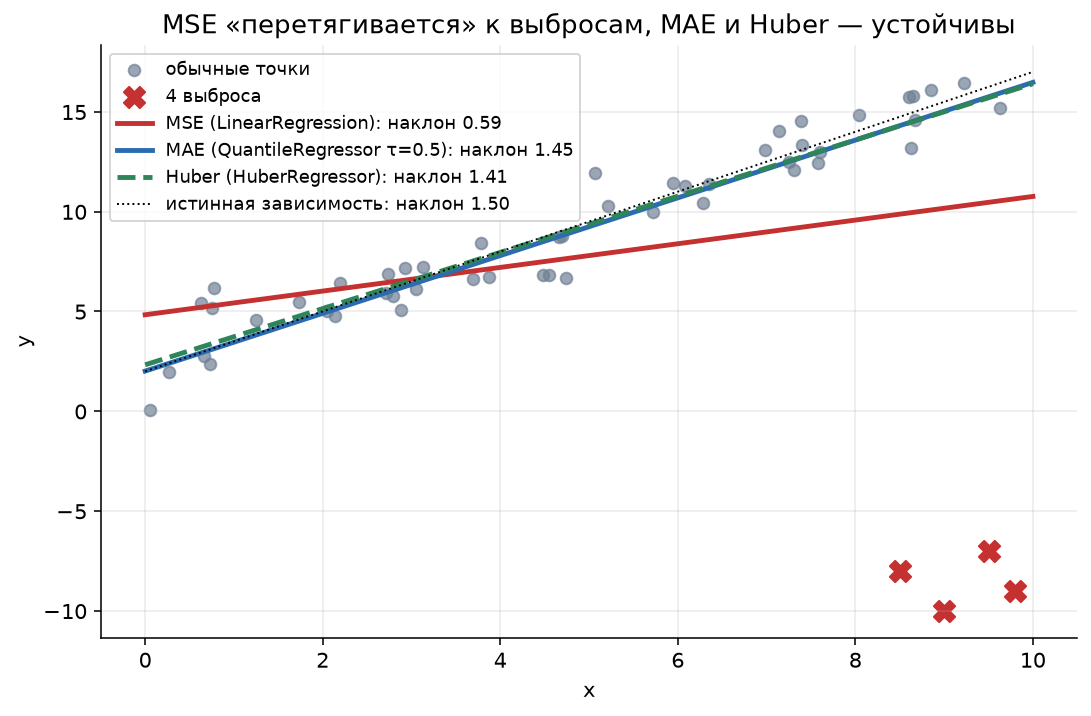 MSE «перетягивается» к выбросам, MAE и Huber — устойчивы
обычные точки
4 выброса
MSE (LinearRegression): наклон 0.59
MAE (QuantileRegressor τ=0.5): наклон 1.45
Huber (HuberRegressor): наклон 1.41
истинная зависимость: наклон 1.50
y
15
10
5
0
−5
−10
0 2 4 6 8 10
x